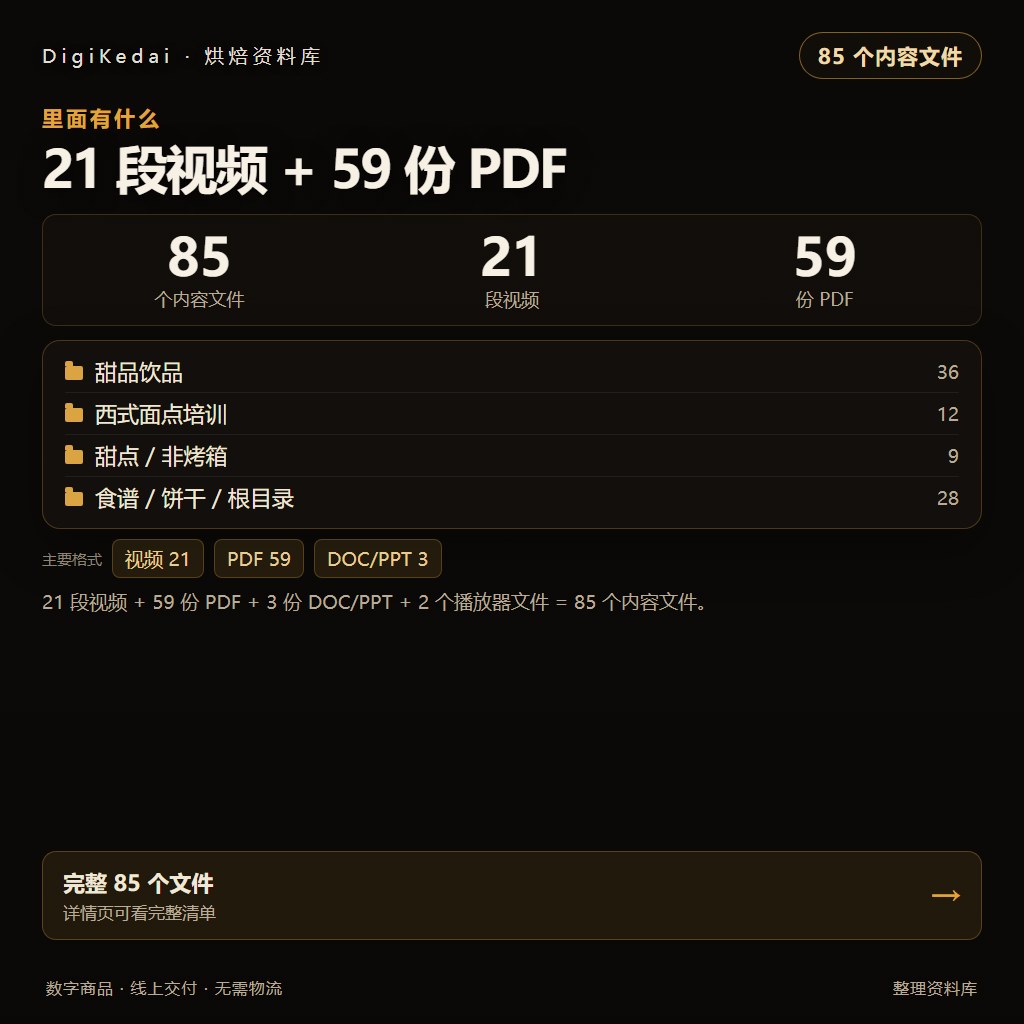 DigiKedai · 烘焙资料库
85 个内容文件
里面有什么
21 段视频 + 59 份 PDF
85
个内容文件
21
段视频
59
份 PDF
甜品饮品 36
西式面点培训 12
甜点 / 非烤箱 9
食谱 / 饼干 / 根目录 28
主要格式 视频 21 PDF 59 DOC/PPT 3
21 段视频 + 59 份 PDF + 3 份 DOC/PPT + 2 个播放器文件 = 85 个内容文件。
完整 85 个文件
详情页可看完整清单
→
数字商品 · 线上交付 · 无需物流
整理资料库